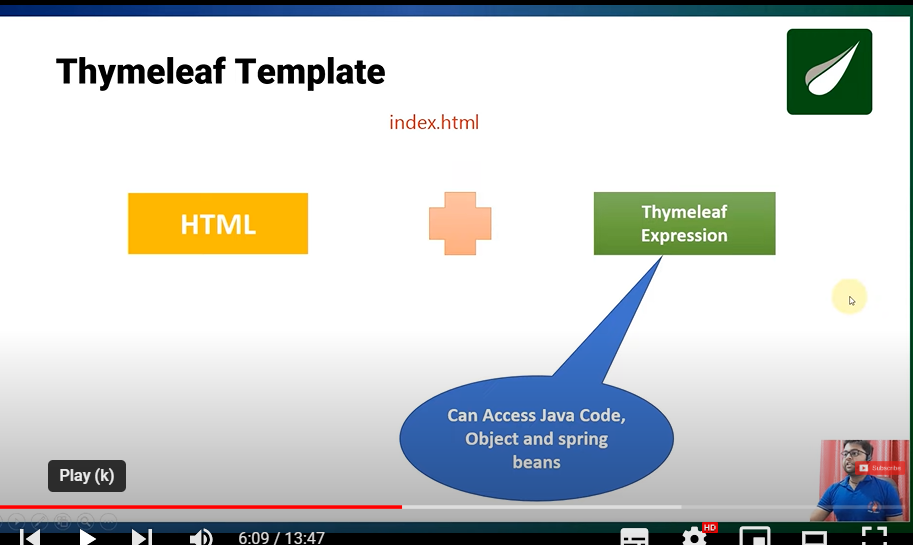 Thymeleaf Template
index.html
HTML
Thymeleaf
Expression
Can Access Java Code,
Object and spring
beans
Play (k)
Subscribe
6:09 / 13:47
HD